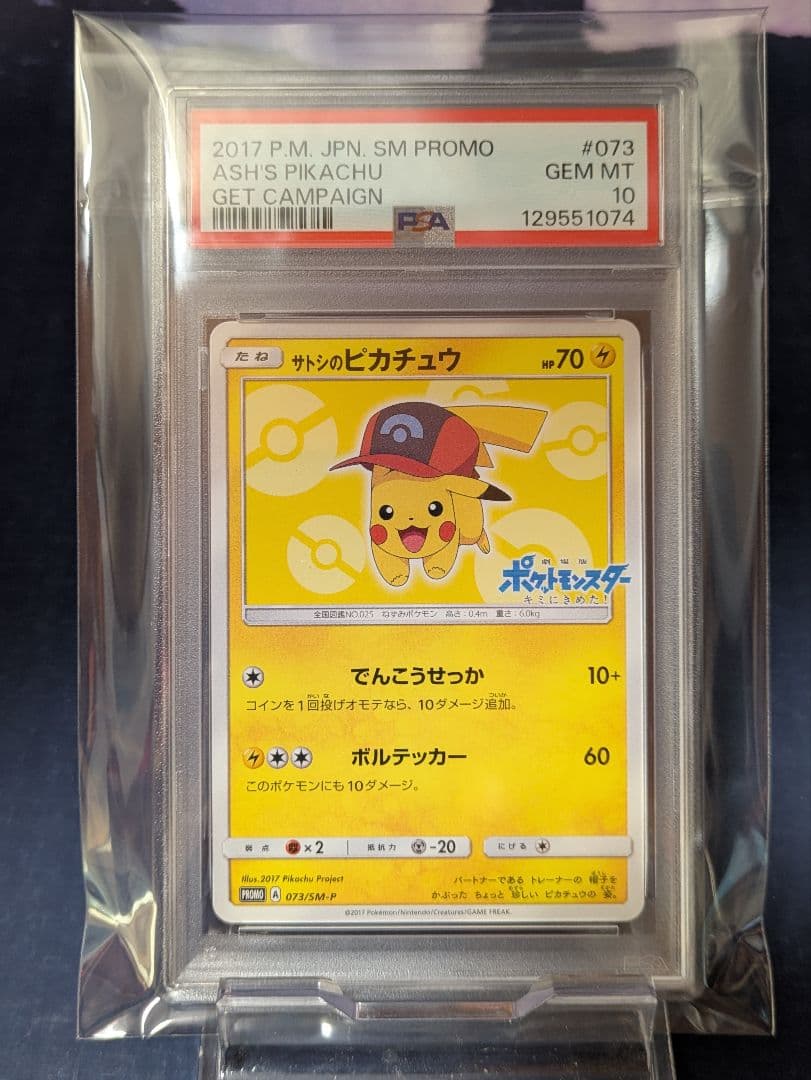 2017 P.M. JPN. SM PROMO #073
ASH'S PIKACHU GEM MT
GET CAMPAIGN 10
PSA 129551074
たね サトシのピカチュウ HP70
劇場版
ポケットモンスター
キミにきめた!
全国図鑑NO.025 ねずみポケモン 高さ:0.4m 重さ:6.0kg
でんこうせっか 10+
コインを1回投げオモテなら、10ダメージ追加。
ボルテッカー 60
このポケモンにも10ダメージ。
弱点 ×2 抵抗力 -20 にげる
Illus.2017 Pikachu Project
PROMO A 073/SM-P
パートナーである トレーナーの 帽子を
かぶった ちょっと 珍しい ピカチュウの 姿。
©2017 Pokémon/Nintendo/Creatures/GAME FREAK.